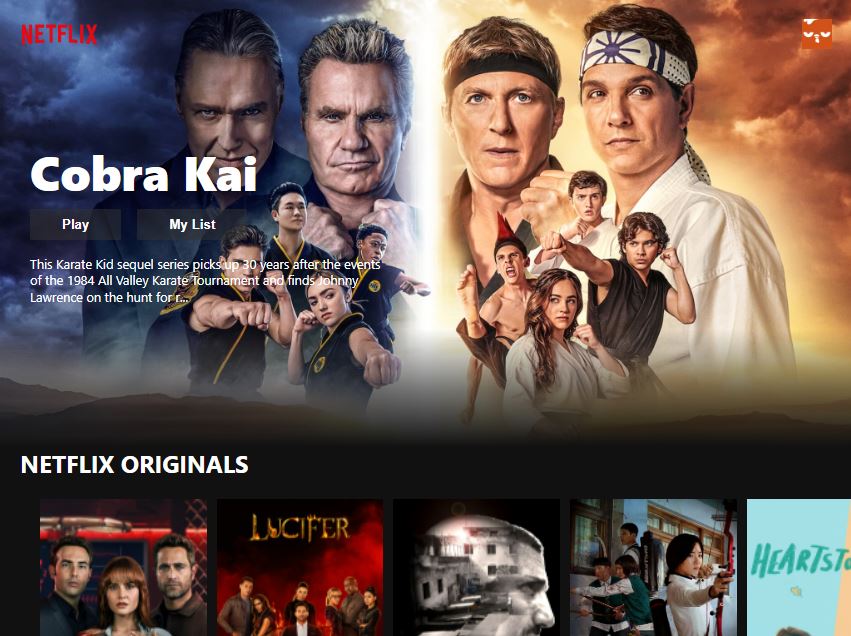 NETFLIX
Cobra Kai
Play
My List
This Karate Kid sequel series picks up 30 years after the events
of the 1984 All Valley Karate Tournament and finds Johnny
Lawrence on the hunt for r...
NETFLIX ORIGINALS
LUCIFER
HEARTSTO